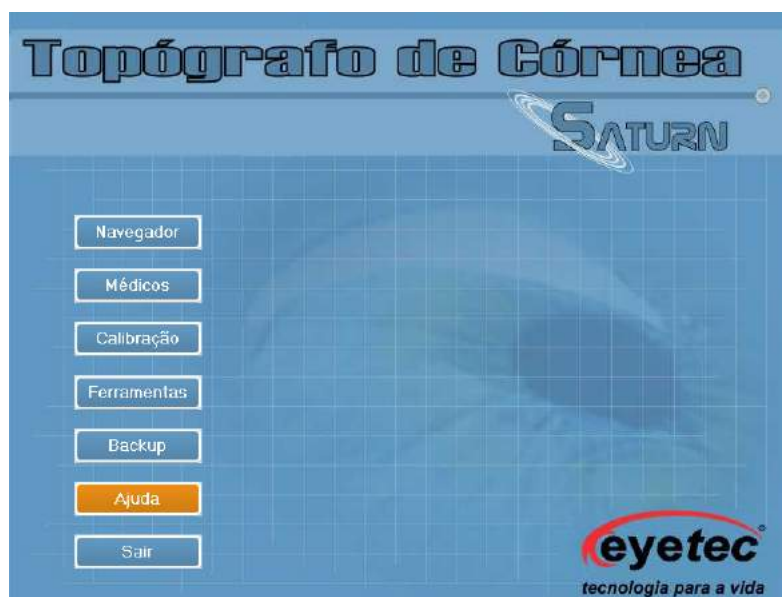 Topógrafo de Córnea
SATURN
Navegador
Médicos
Calibração
Ferramentas
Backup
Ajuda
Sair
eyetec
tecnologia para a vida